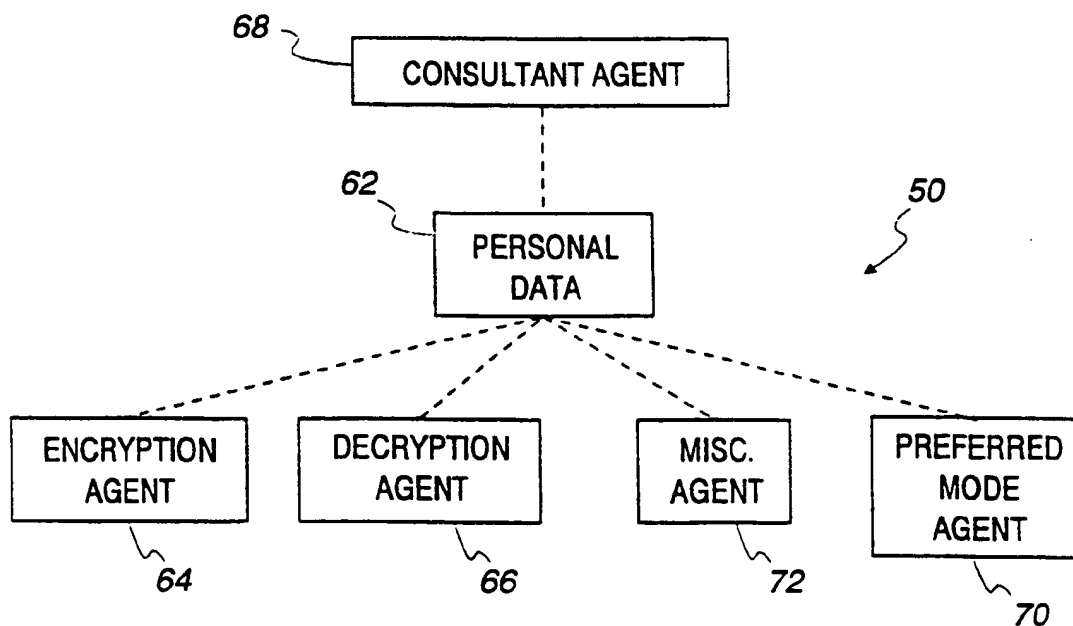 68
CONSULTANT AGENT
62
50
PERSONAL
DATA
ENCRYPTION
AGENT
DECRYPTION
AGENT
MISC.
AGENT
PREFERRED
MODE
AGENT
64
66
72
70